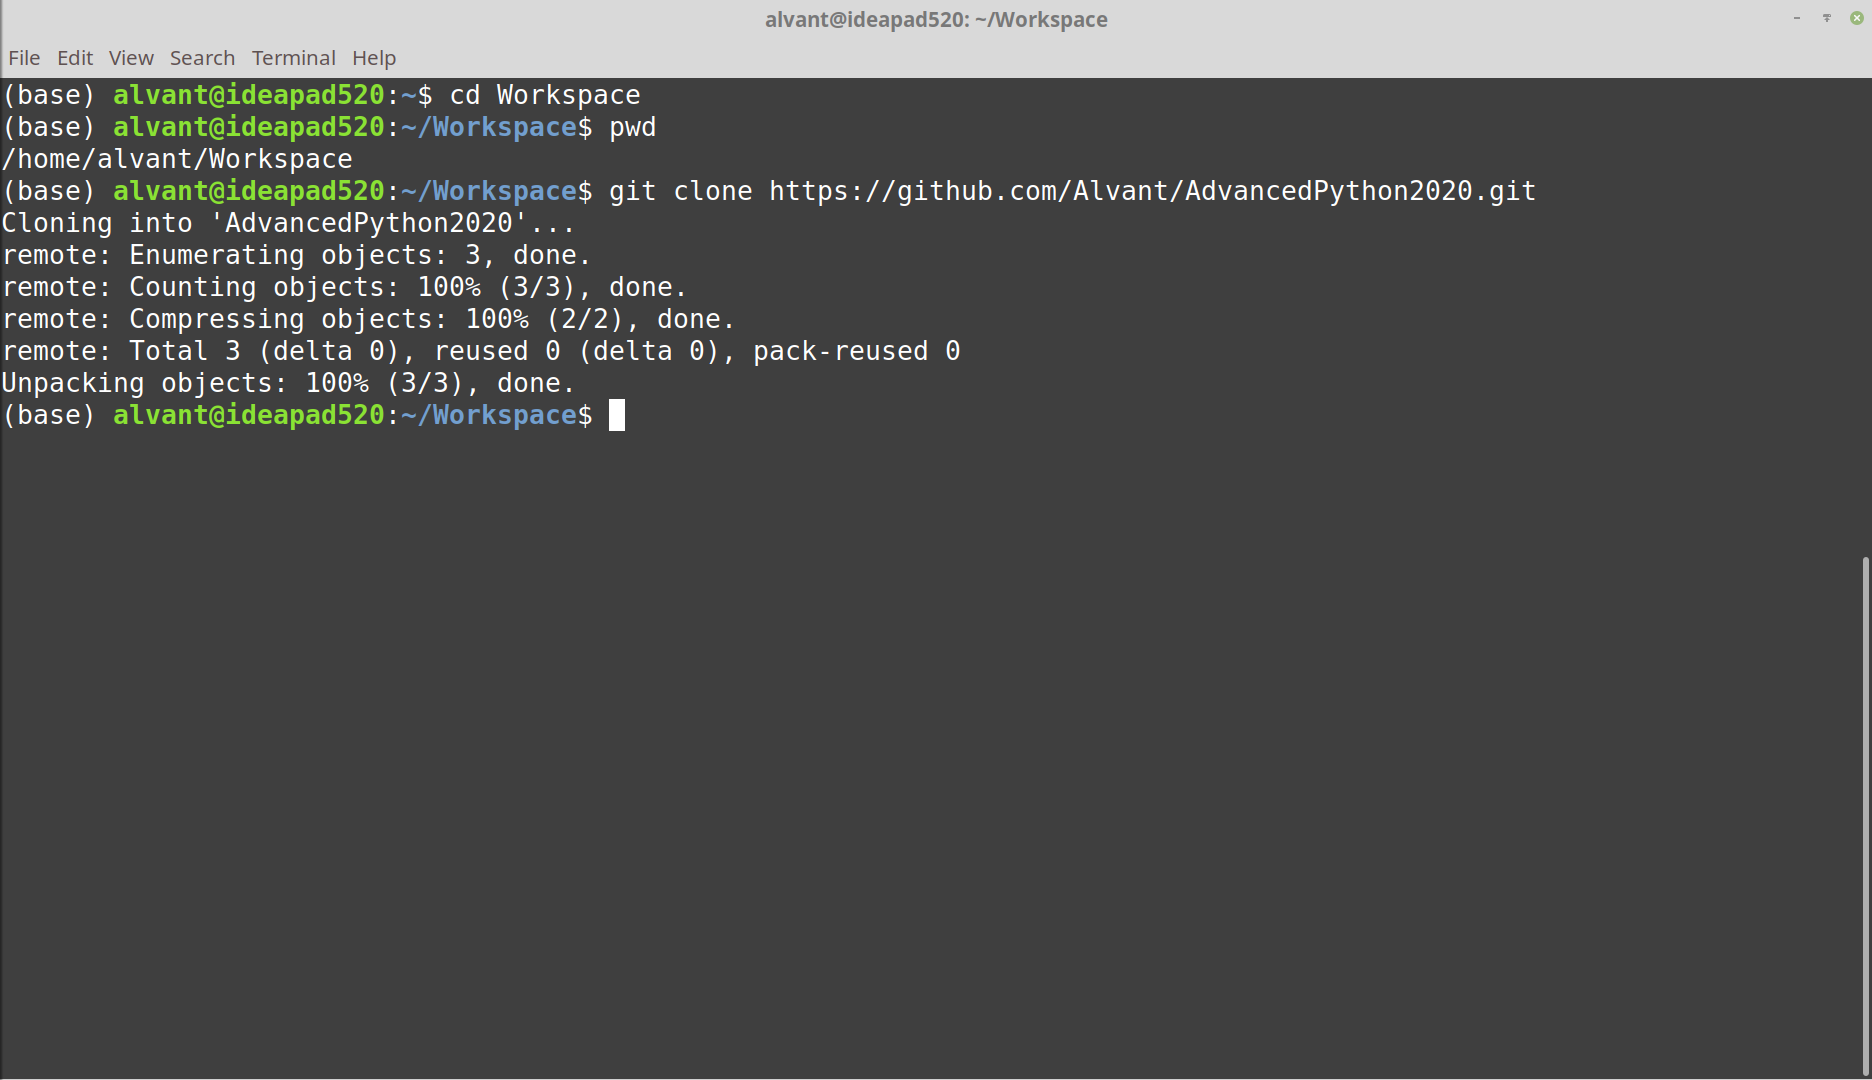 alvant@ideapad520: ~/Workspace
File Edit View Search Terminal Help
(base) alvant@ideapad520:~$ cd Workspace
(base) alvant@ideapad520:~/Workspace$ pwd
/home/alvant/Workspace
(base) alvant@ideapad520:~/Workspace$ git clone https://github.com/Alvant/AdvancedPython2020.git
Cloning into 'AdvancedPython2020'...
remote: Enumerating objects: 3, done.
remote: Counting objects: 100% (3/3), done.
remote: Compressing objects: 100% (2/2), done.
remote: Total 3 (delta 0), reused 0 (delta 0), pack-reused 0
Unpacking objects: 100% (3/3), done.
(base) alvant@ideapad520:~/Workspace$